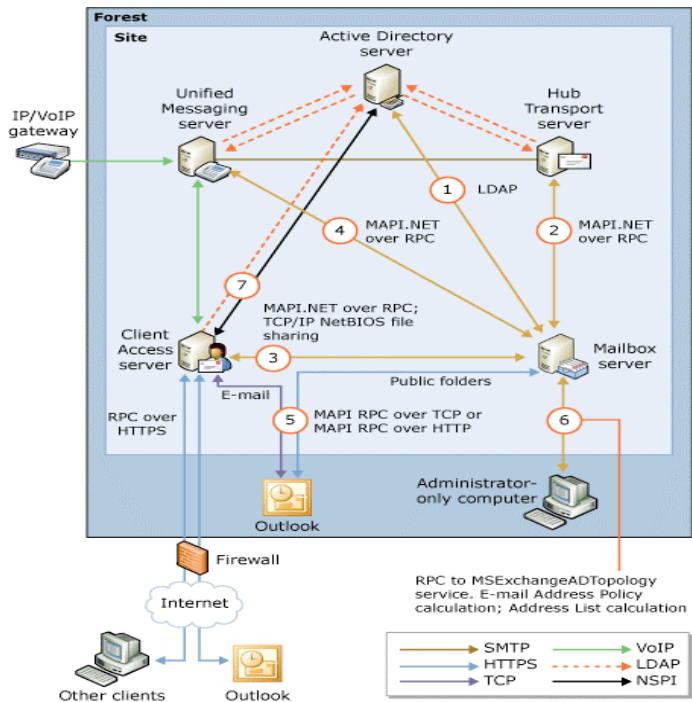 Forest
Site
Active Directory
server
Unified
Messaging
server
Hub
Transport
server
IP/VoIP
gateway
1
LDAP
4
MAPI.NET
over RPC
2
MAPI.NET
over RPC
7
MAPI.NET over RPC;
TCP/IP NetBIOS file
sharing
Client
Access
server
3
Mailbox
server
Public folders
E-mail
RPC over
HTTPS
5
MAPI RPC over TCP or
MAPI RPC over HTTP
6
Administrator-
only computer
Outlook
Firewall
Internet
RPC to MSExchangeADTopology
service. E-mail Address Policy
calculation; Address List calculation
Other clients
Outlook
SMTP
VoIP
HTTPS
LDAP
TCP
NSPI